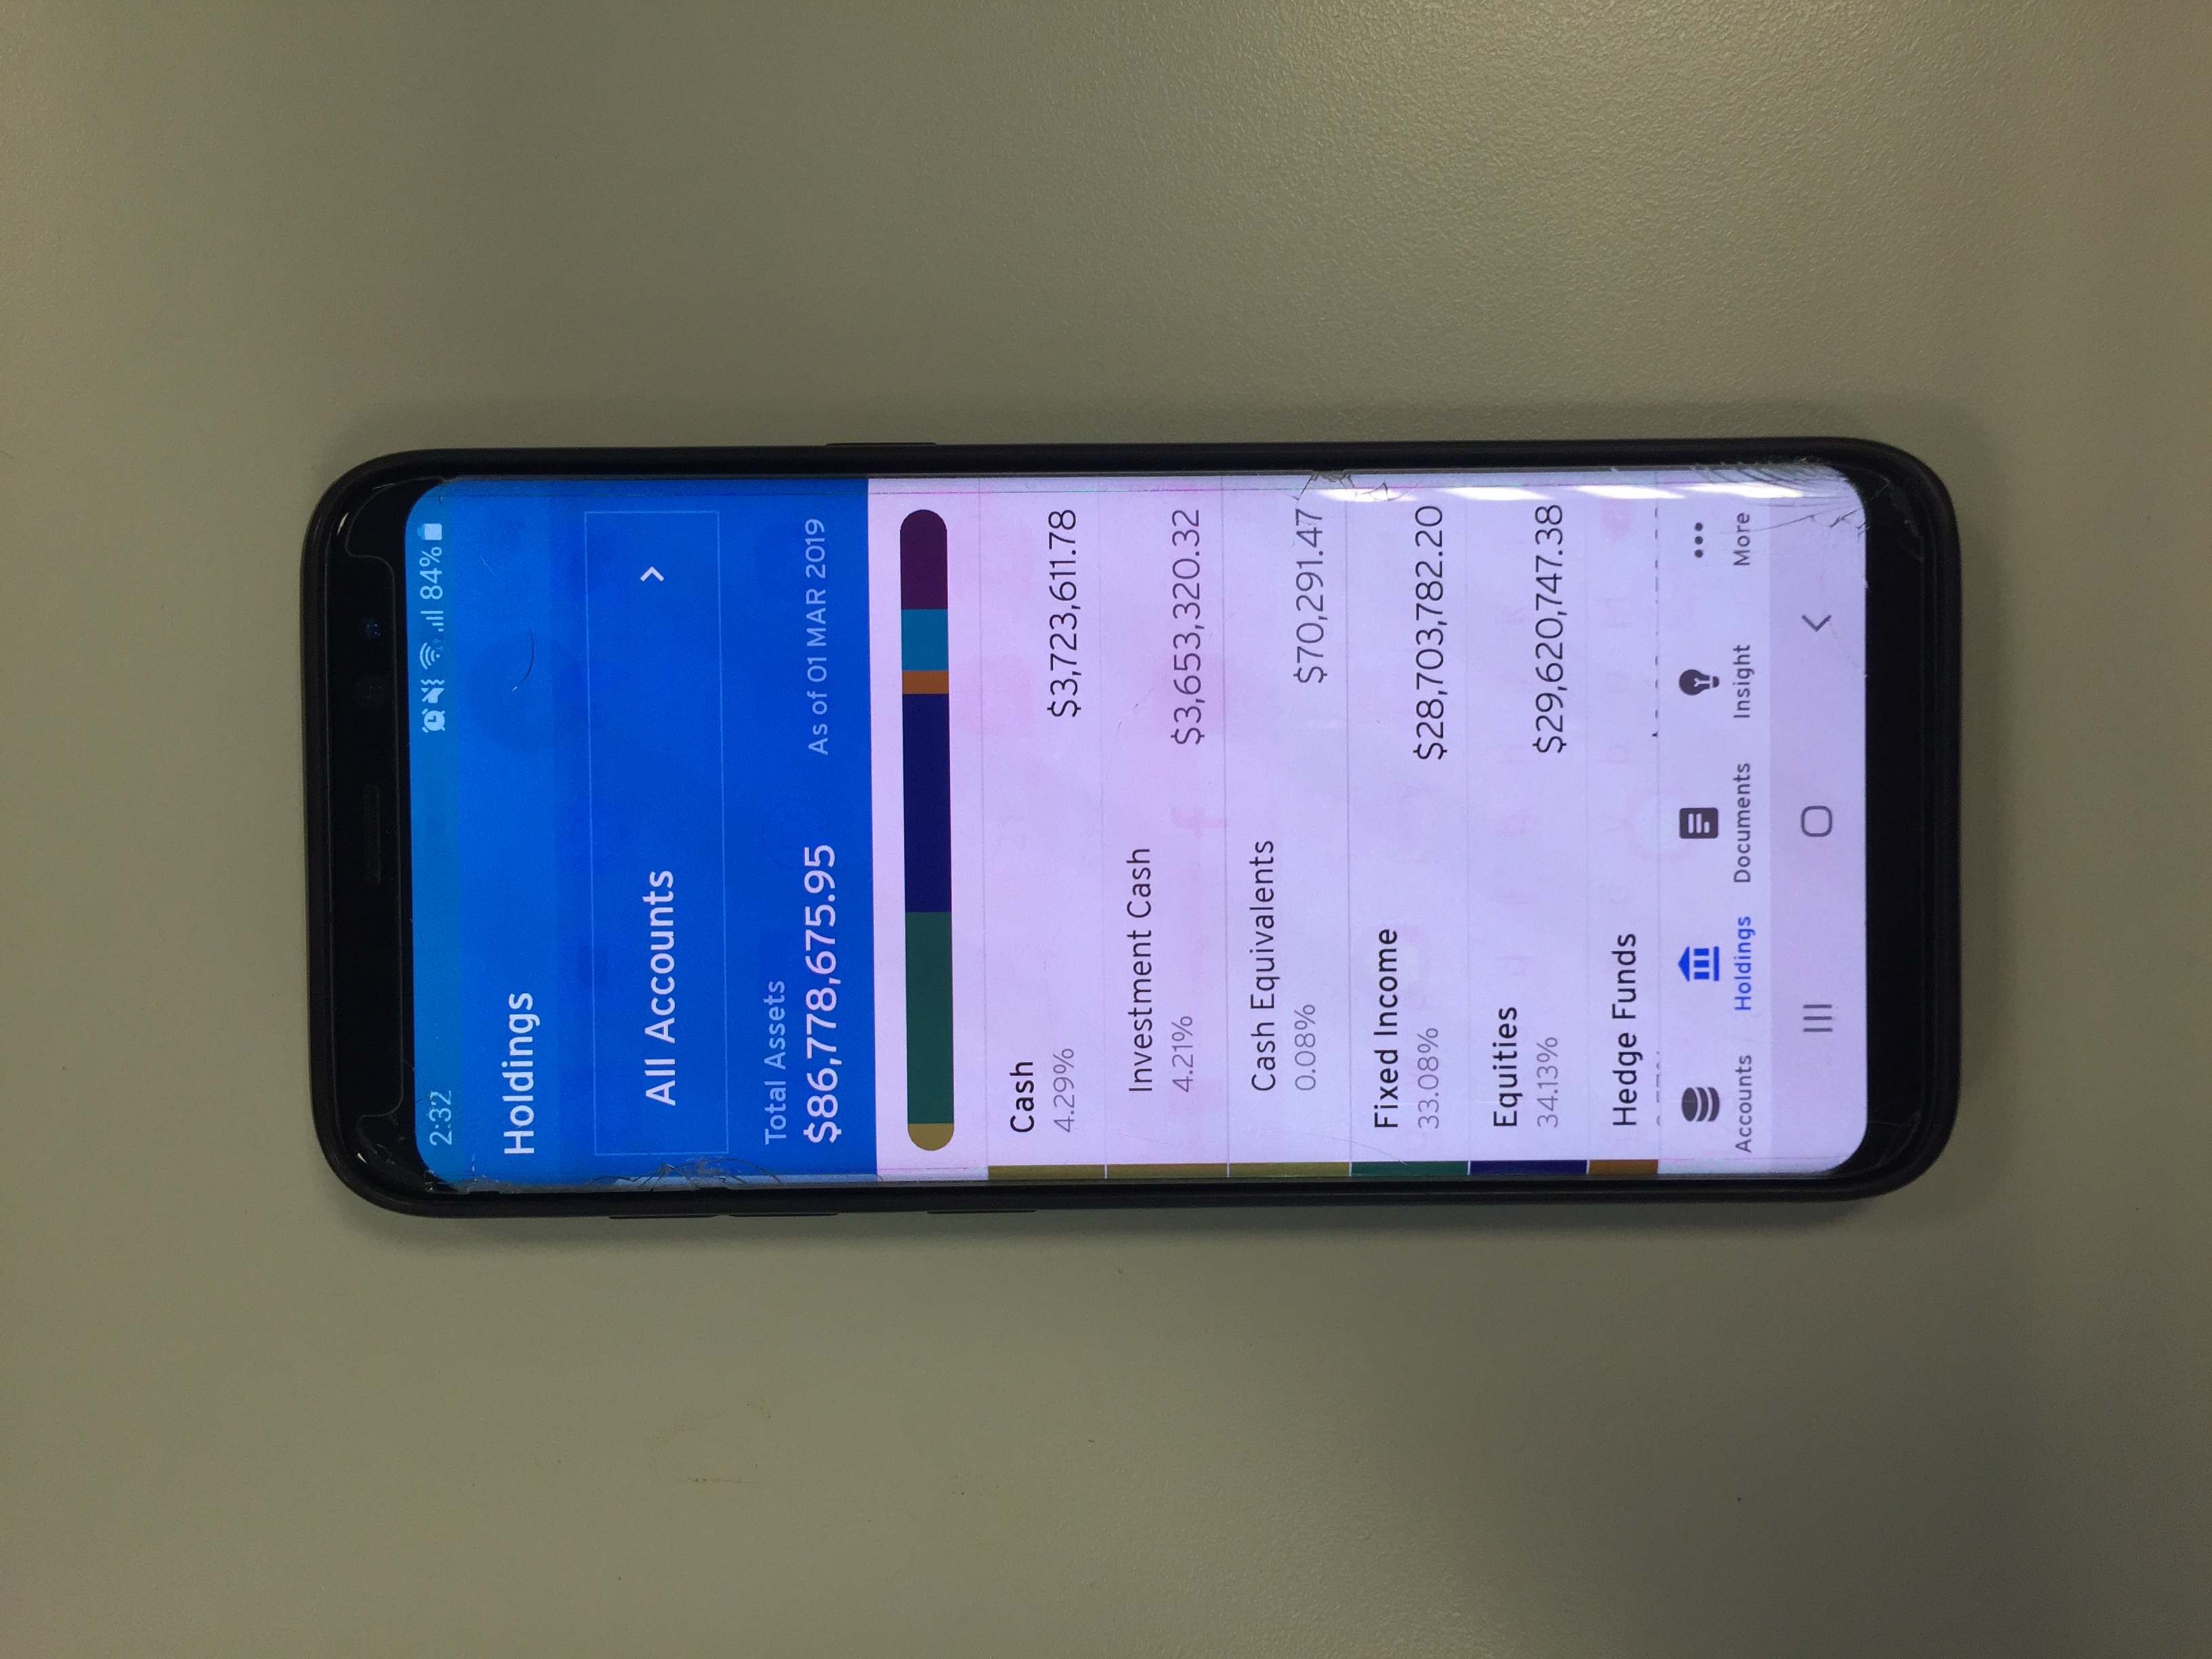 2:32 84%
Holdings
All Accounts
Total Assets
$86,778,675.95 As of 01 MAR 2019
Cash
4.29% $3,723,611.78
Investment Cash
4.21% $3,653,320.32
Cash Equivalents
0.08% $70,291.47
Fixed Income
33.08% $28,703,782.20
Equities
34.13% $29,620,747.38
Hedge Funds
Accounts Holdings Documents Insight More